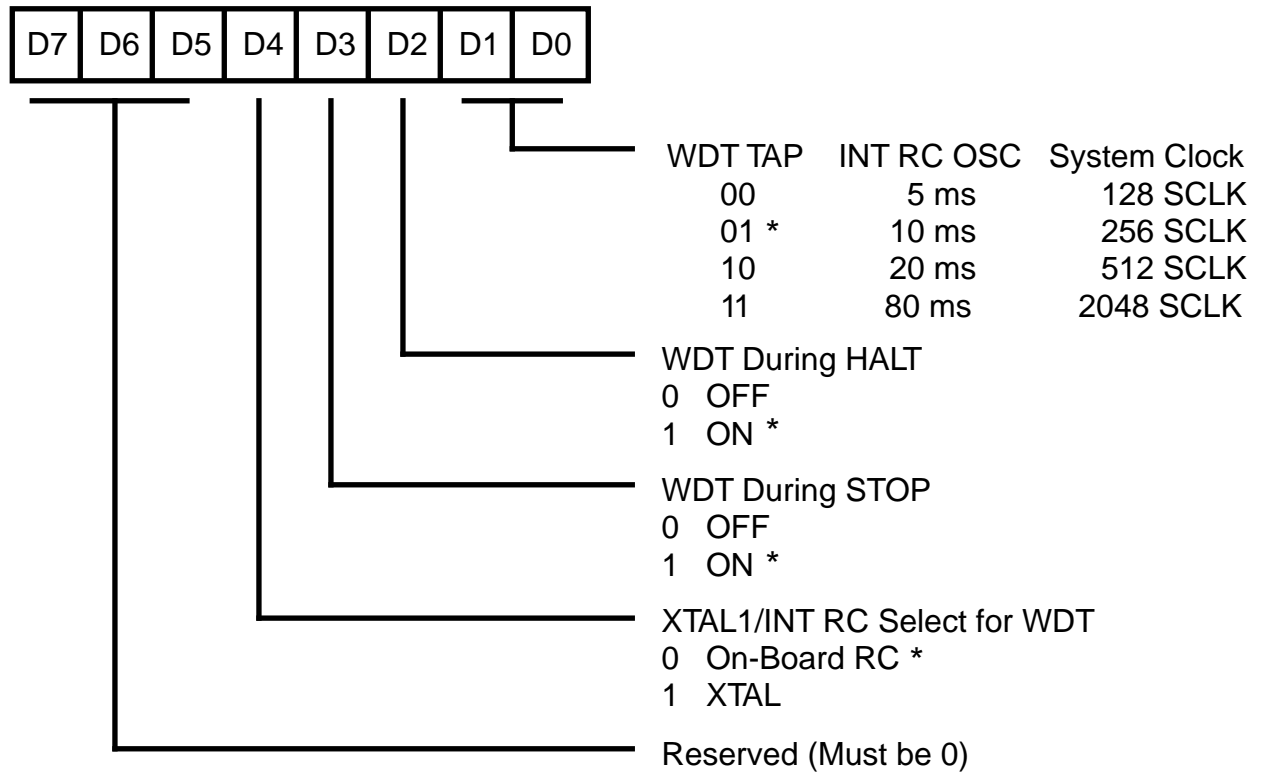 D7 D6 D5 D4 D3 D2 D1 D0
WDT TAP INT RC OSC System Clock
00 5 ms 128 SCLK
01 * 10 ms 256 SCLK
10 20 ms 512 SCLK
11 80 ms 2048 SCLK
WDT During HALT
0 OFF
1 ON *
WDT During STOP
0 OFF
1 ON *
XTAL1/INT RC Select for WDT
0 On-Board RC *
1 XTAL
Reserved (Must be 0)